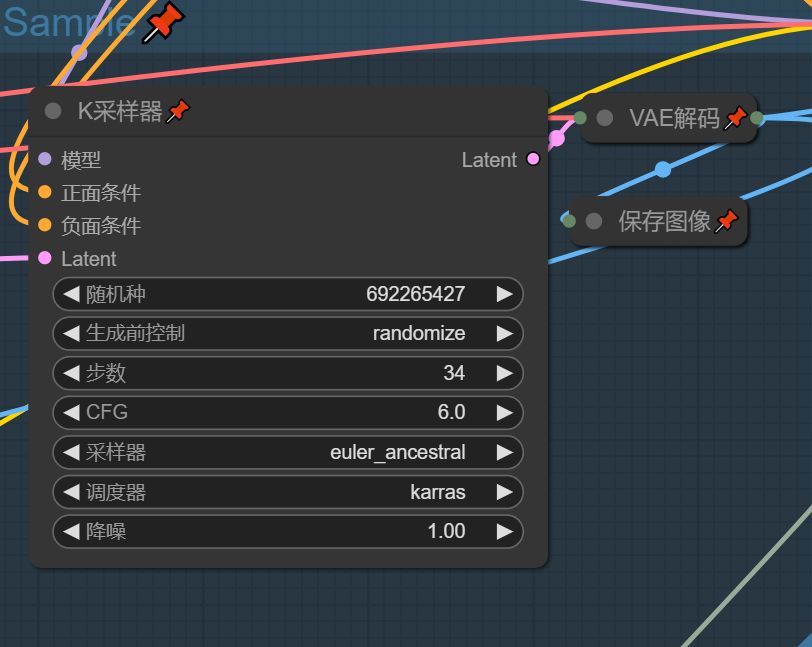 Sample
K采样器
模型
Latent
正面条件
负面条件
Latent
随机种 692265427
生成前控制 randomize
步数 34
CFG 6.0
采样器 euler_ancestral
调度器 karras
降噪 1.00
VAE解码
保存图像